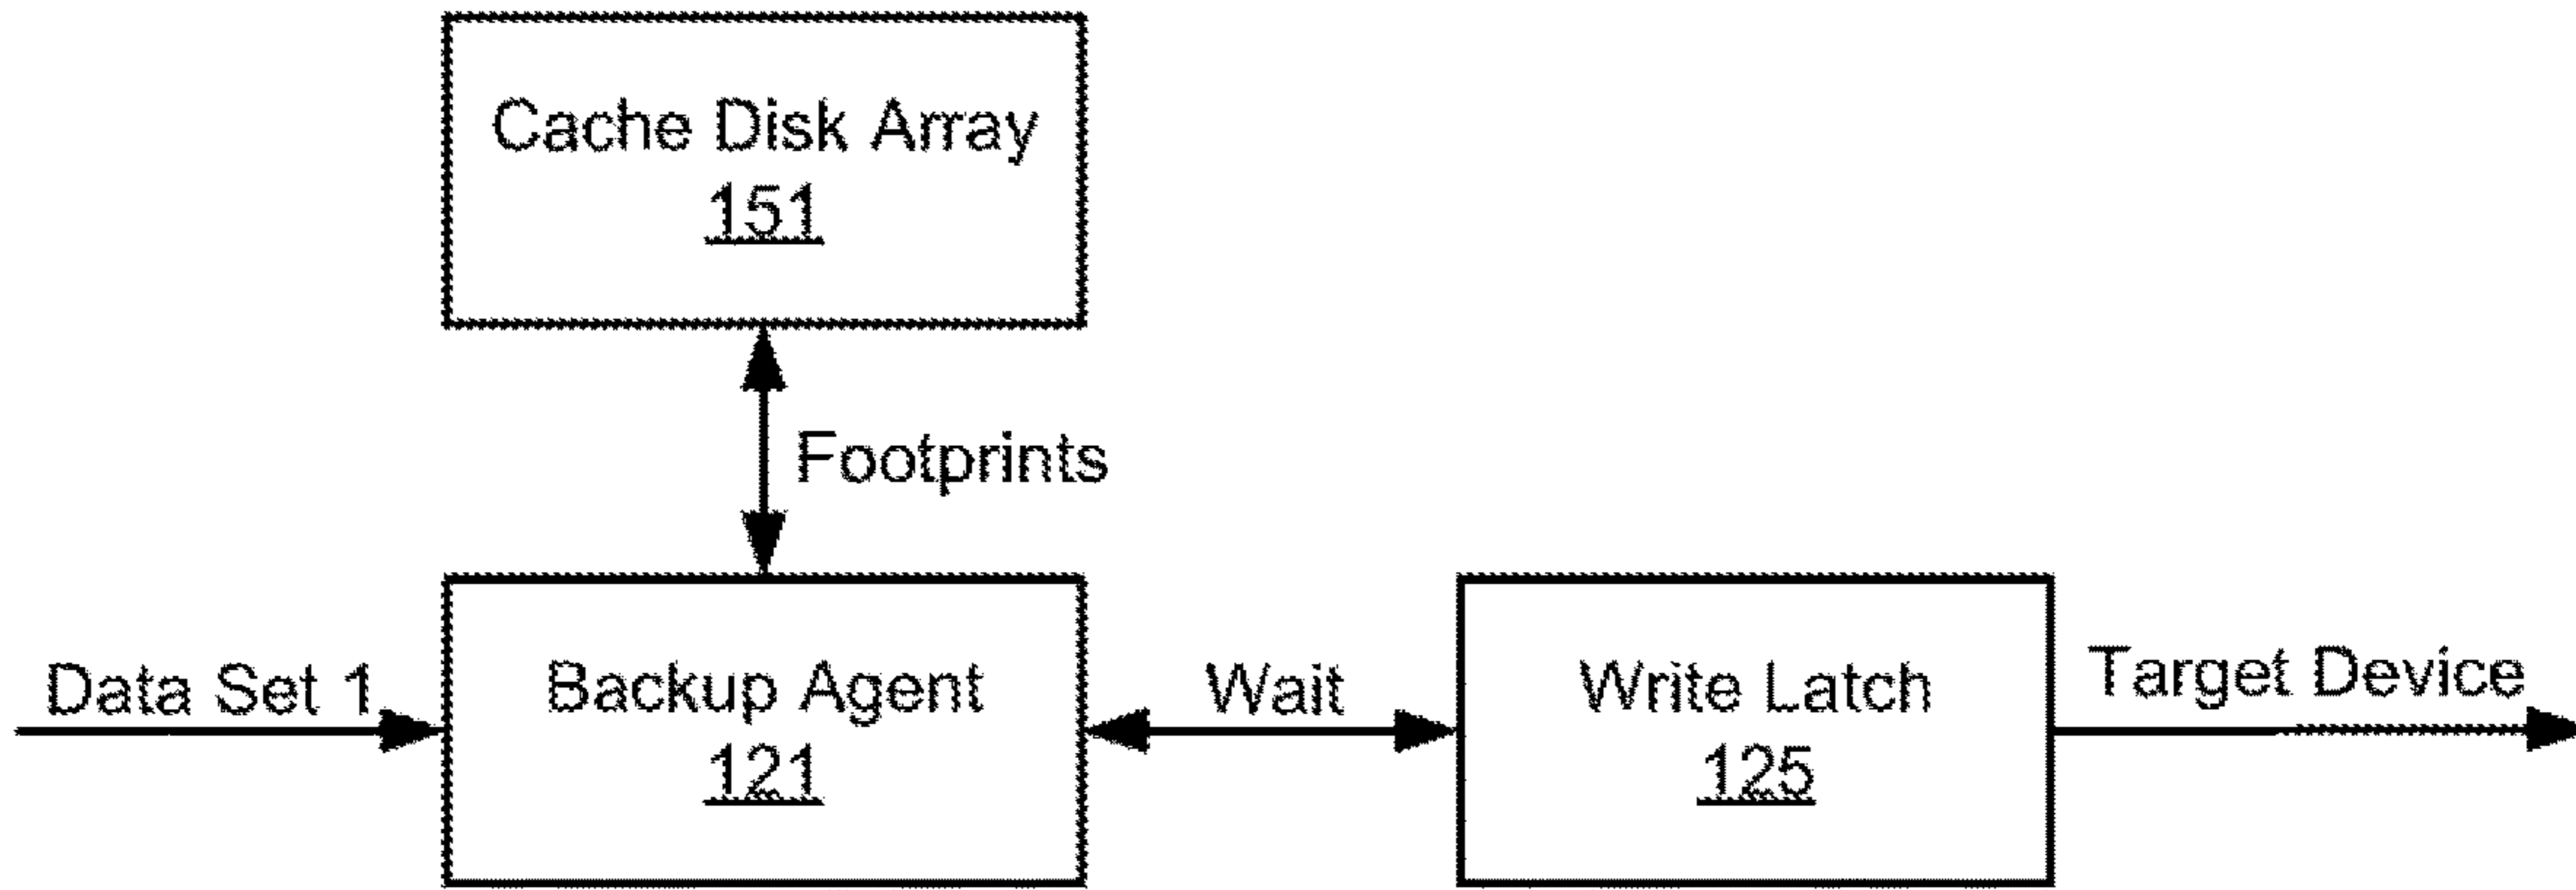 Cache Disk Array
151
Footprints
Data Set 1
Backup Agent
121
Wait
Write Latch
125
Target Device